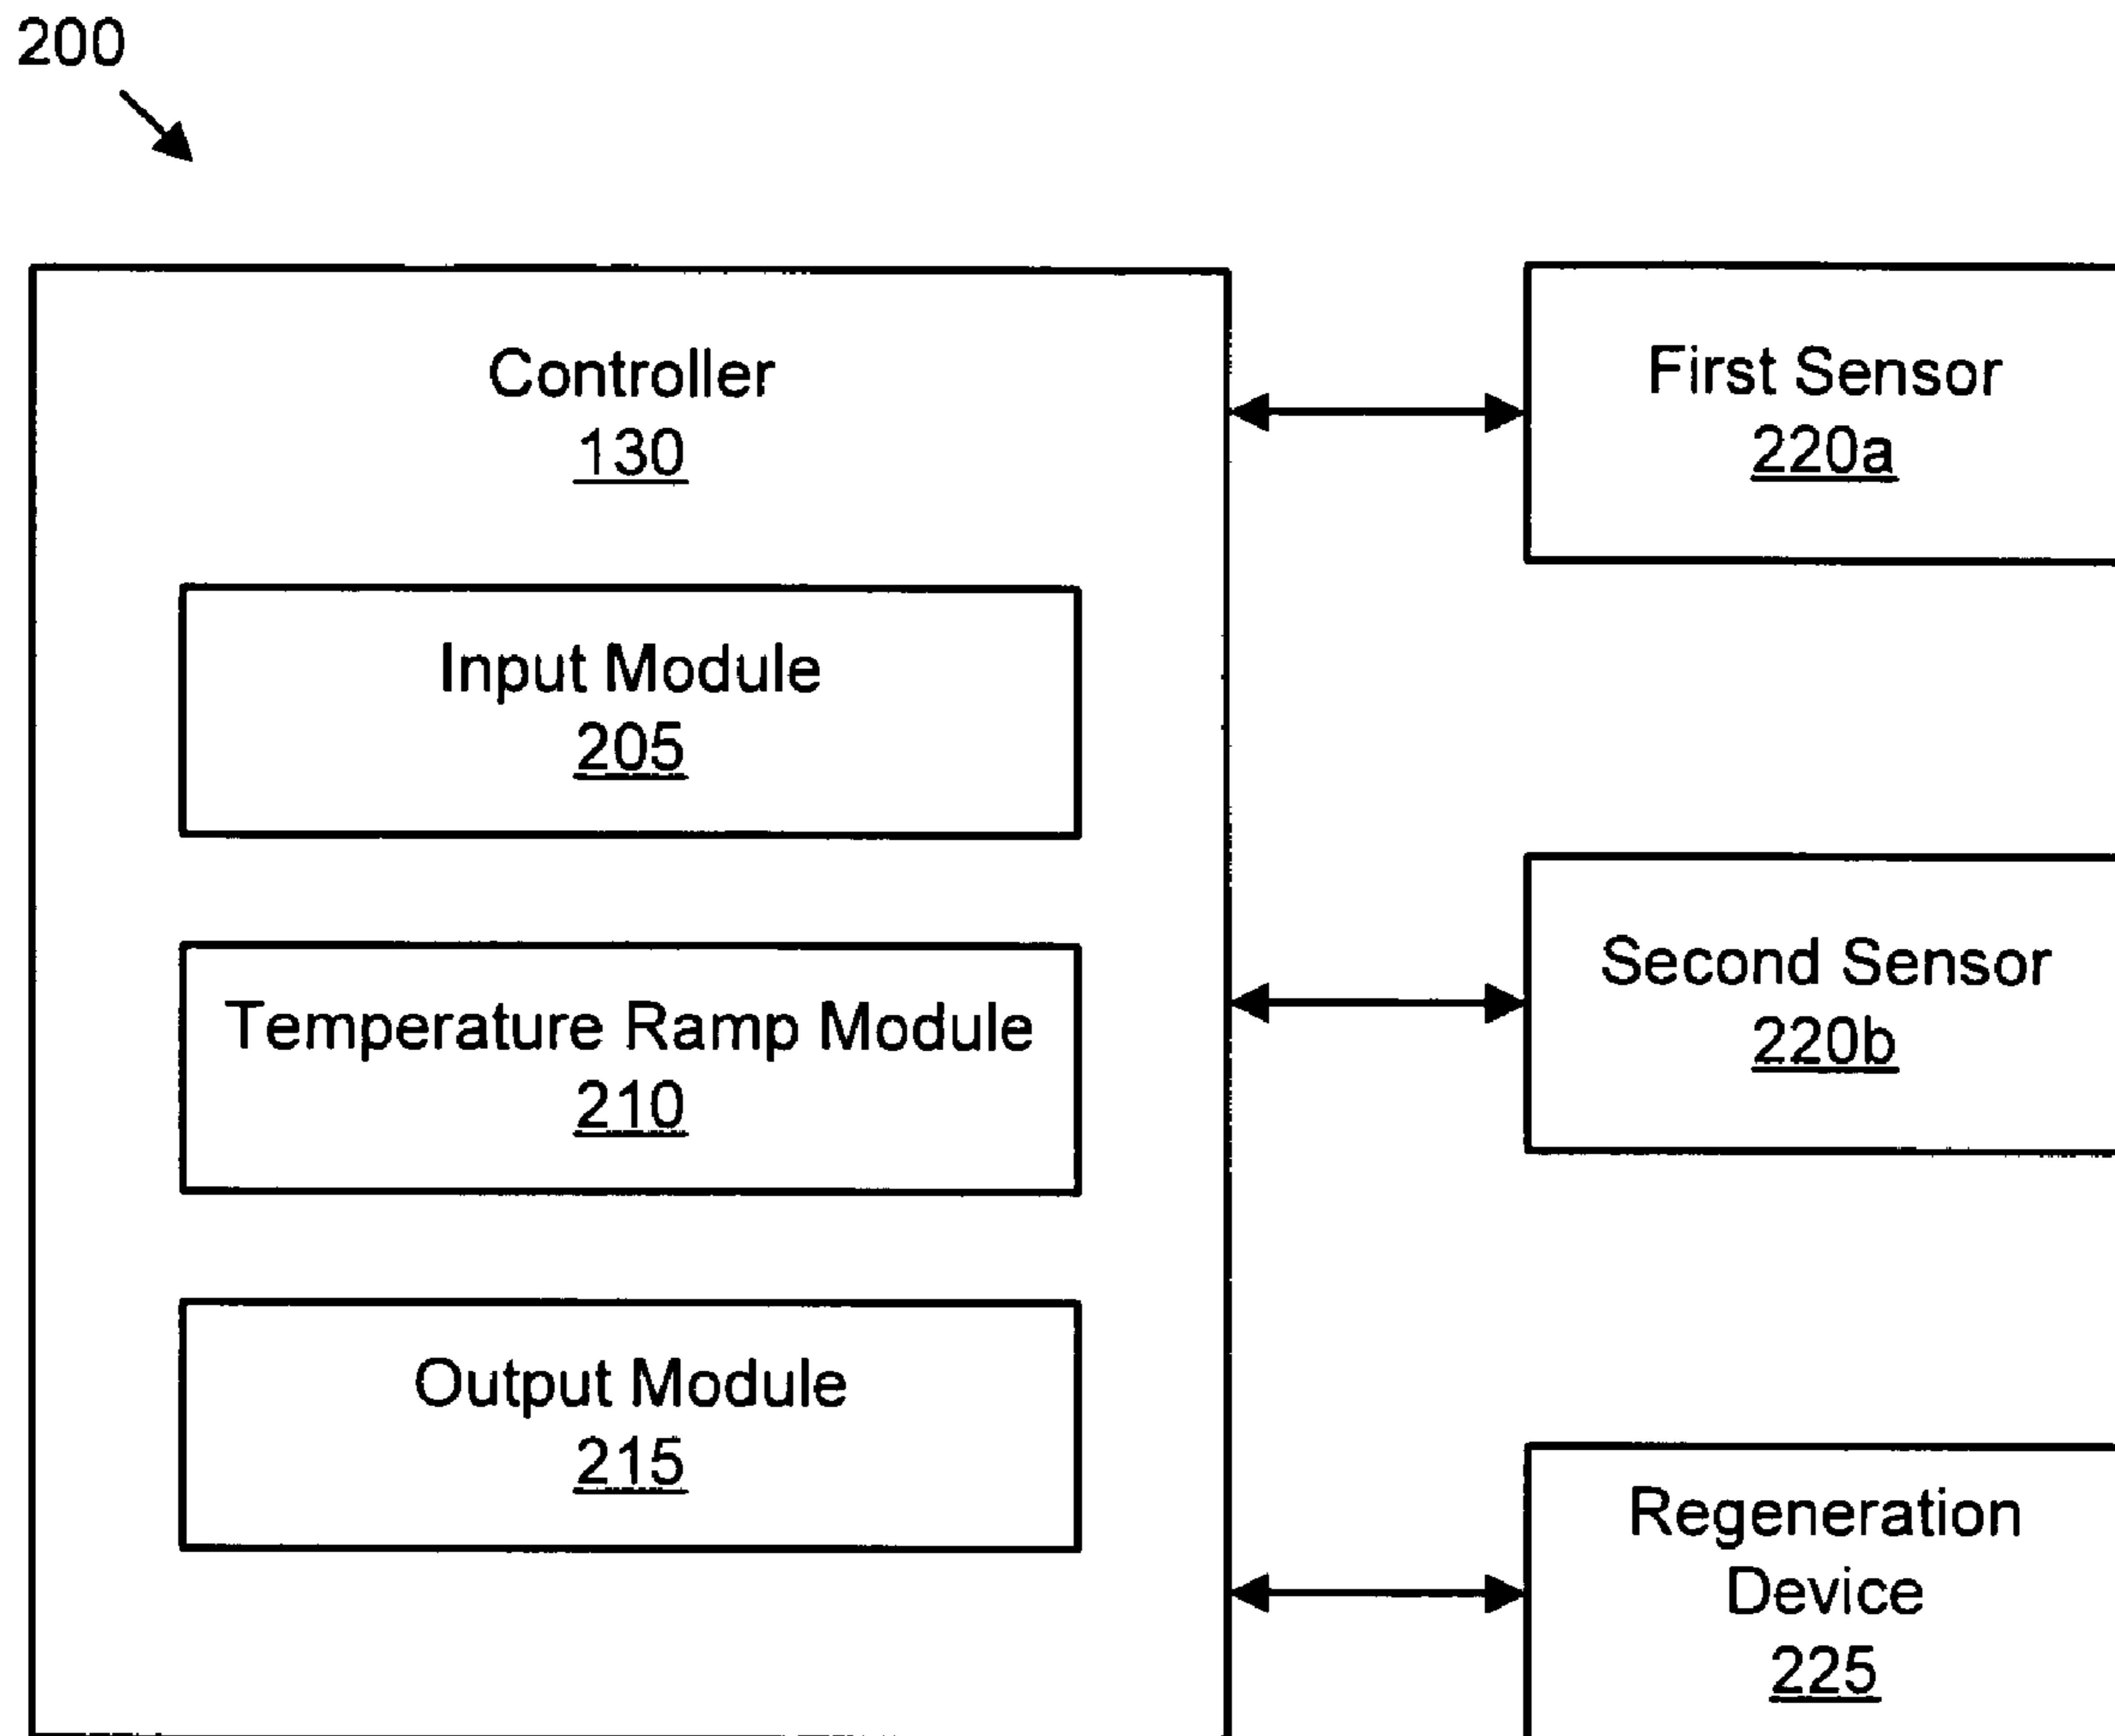 200
Controller
130
Input Module
205
Temperature Ramp Module
210
Output Module
215
First Sensor
220a
Second Sensor
220b
Regeneration
Device
225